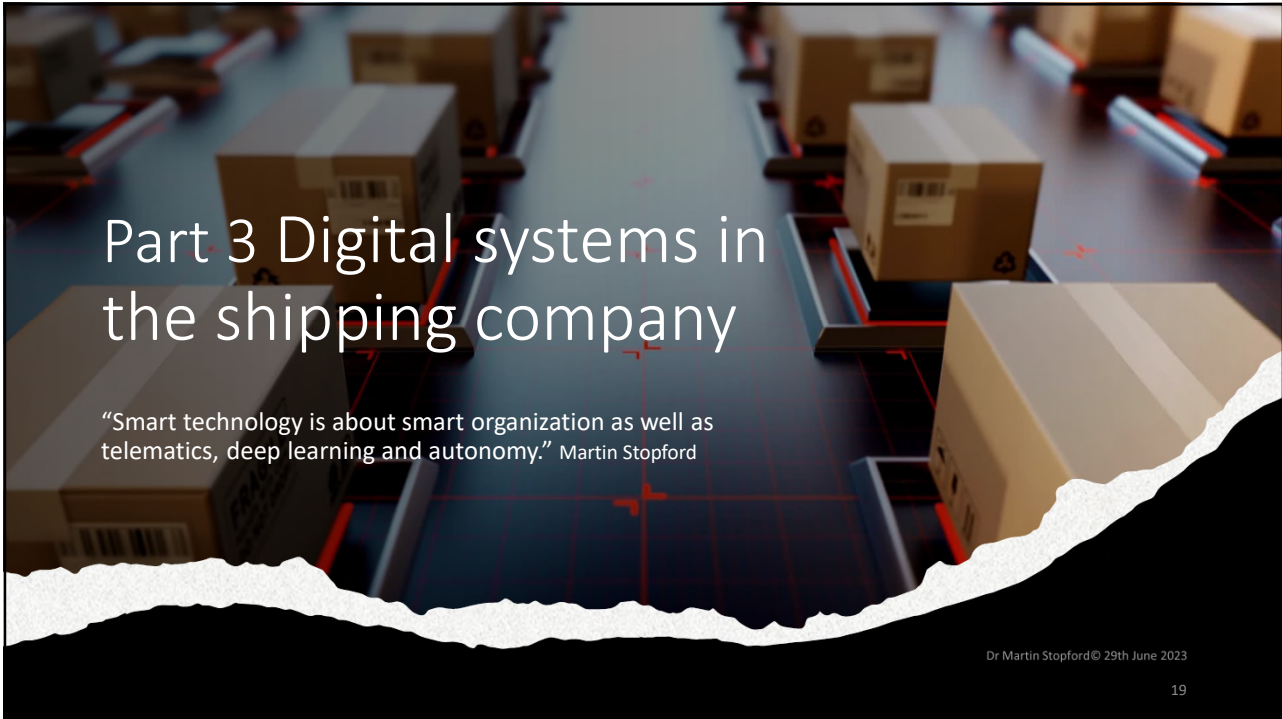 Part 3 Digital systems in
the shipping company
“Smart technology is about smart organization as well as
telematics, deep learning and autonomy.” Martin Stopford
FRAGILE
Dr Martin Stopford© 29th June 2023
19